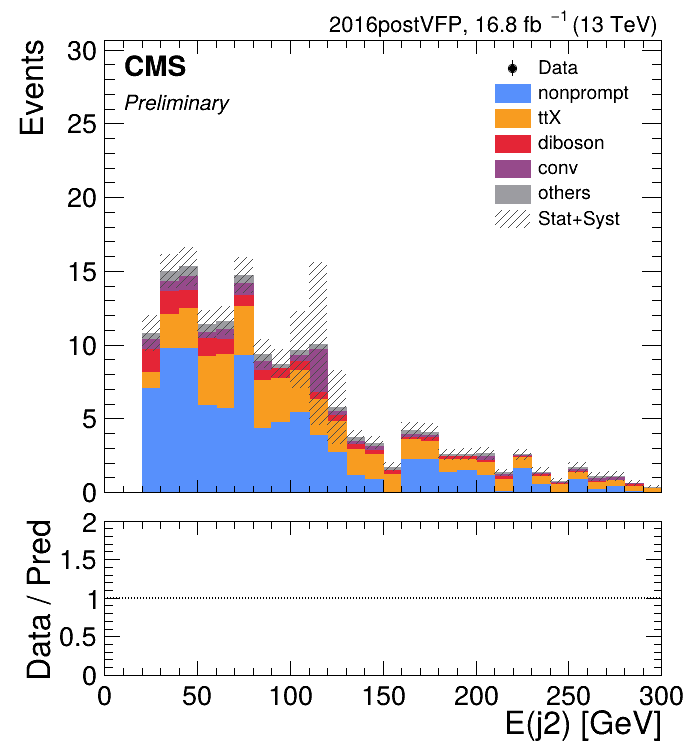 2016postVFP, 16.8 fb ⁻¹ (13 TeV)
Events
CMS
Preliminary
Data
nonprompt
ttX
diboson
conv
others
Stat+Syst
30
25
20
15
10
5
0
Data / Pred
2
1.5
1
0.5
0
0 50 100 150 200 250 300
E(j2) [GeV]